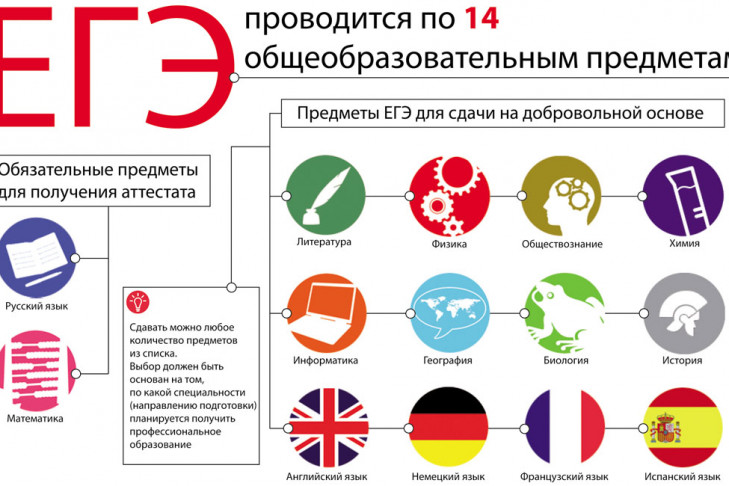 ЕГЭ
проводится по 14
общеобразовательным предметам
Предметы ЕГЭ для сдачи на добровольной основе
Обязательные предметы
для получения аттестата
Русский язык
Математика
Сдавать можно любое
количество предметов
из списка.
Выбор должен быть
основан на том,
по какой специальности
(направлению подготовки)
планируется получить
профессиональное
образование
Литература
Физика
Обществознание
Химия
Информатика
География
Биология
История
Английский язык
Немецкий язык
Французский язык
Испанский язык